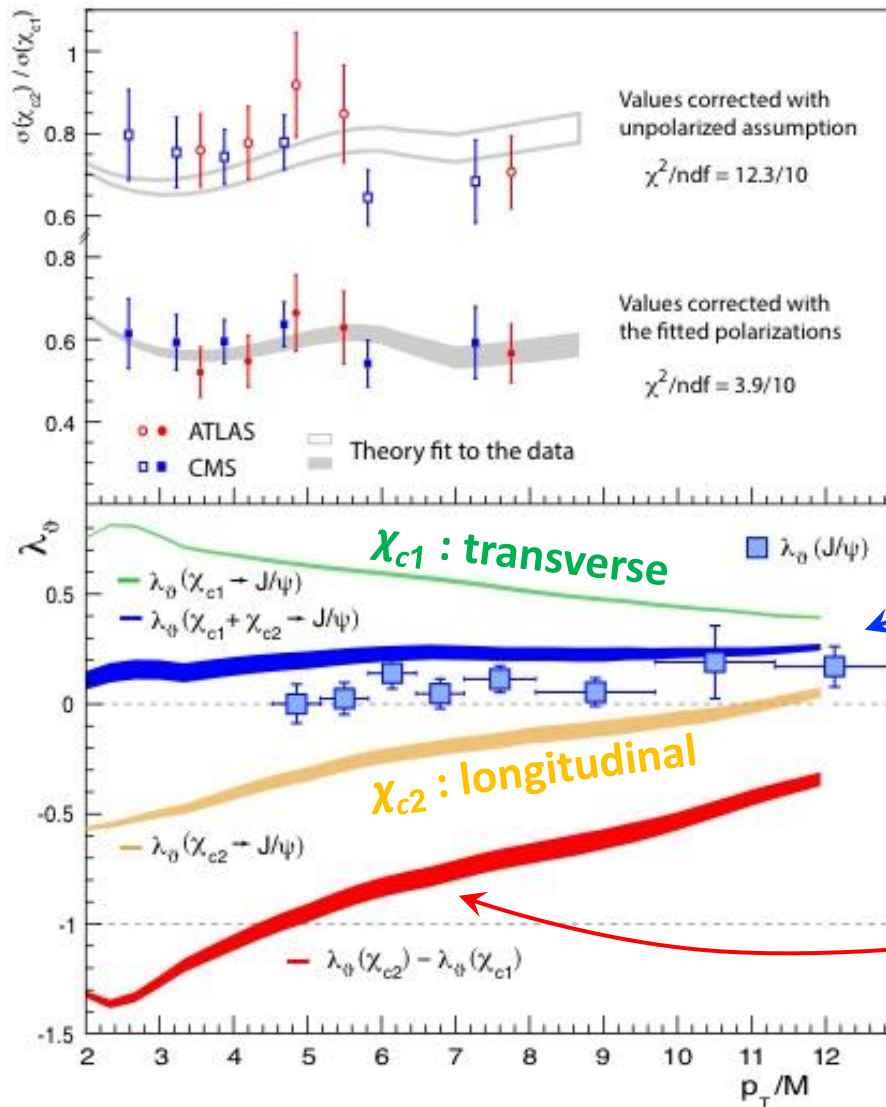 σ(χc2) / σ(χc1)
1
0.8
0.6
Values corrected with
unpolarized assumption
χ²/ndf = 12.3/10
0.8
0.6
0.4
Values corrected with
the fitted polarizations
χ²/ndf = 3.9/10
ATLAS
CMS
Theory fit to the data
λϑ
0.5
0
-0.5
-1
-1.5
χc1 : transverse
λϑ (J/ψ)
λϑ (χc1 → J/ψ)
λϑ (χc1 + χc2 → J/ψ)
χc2 : longitudinal
λϑ (χc2 → J/ψ)
λϑ (χc2) − λϑ (χc1)
2 3 4 5 6 7 8 9 10 11 12
pT/M